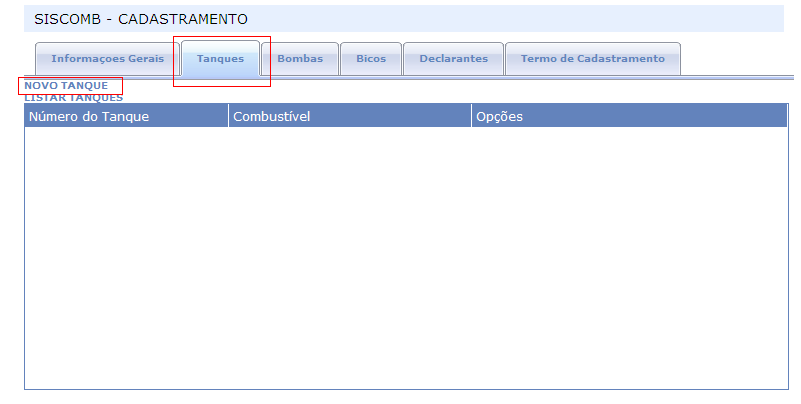 SISCOMB - CADASTRAMENTO
Informaçoes Gerais Tanques Bombas Bicos Declarantes Termo de Cadastramento
NOVO TANQUE
LISTAR TANQUES
Número do Tanque Combustível Opções